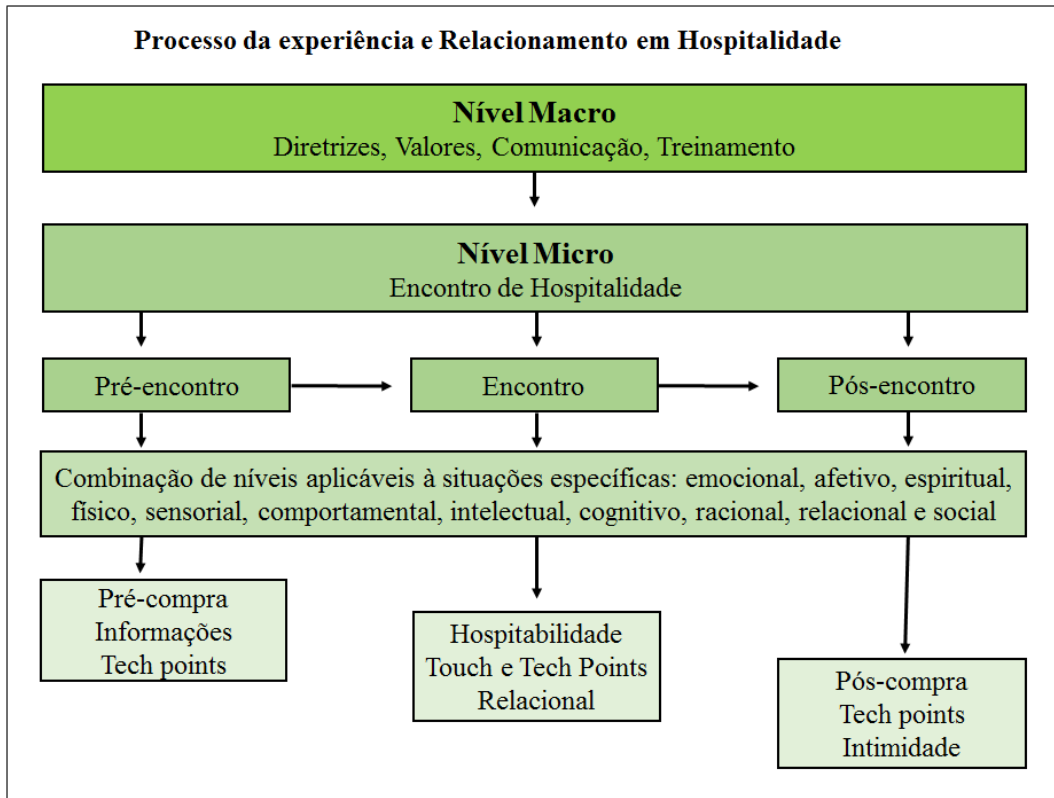 Processo da experiência e Relacionamento em Hospitalidade
Nível Macro
Diretrizes, Valores, Comunicação, Treinamento
Nível Micro
Encontro de Hospitalidade
Pré-encontro
Encontro
Pós-encontro
Combinação de níveis aplicáveis à situações específicas: emocional, afetivo, espiritual,
físico, sensorial, comportamental, intelectual, cognitivo, racional, relacional e social
Pré-compra
Informações
Tech points
Hospitabilidade
Touch e Tech Points
Relacional
Pós-compra
Tech points
Intimidade